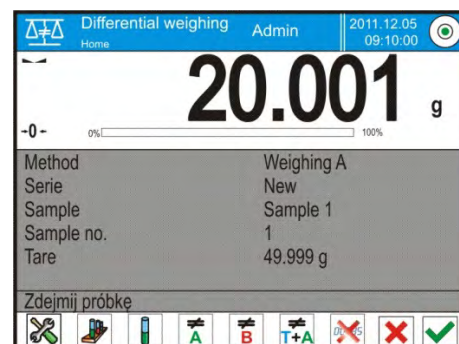 Differential weighing Admin 2011.12.05
Home 09:10:00
20.001 g
-0- 0% 100%
Method Weighing A
Serie New
Sample Sample 1
Sample no. 1
Tare 49.999 g
Zdejmij próbkę
A B T+A